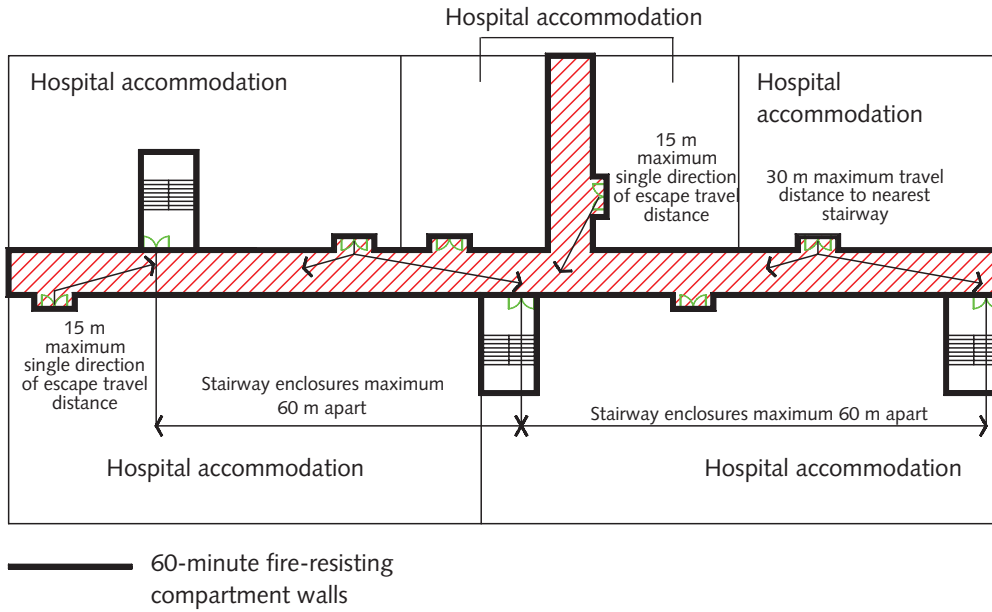 Hospital accommodation
Hospital accommodation
Hospital
accommodation
15 m
maximum
single direction
of escape travel
distance
30 m maximum travel
distance to nearest
stairway
15 m
maximum
single direction
of escape travel
distance
Stairway enclosures maximum
60 m apart
Stairway enclosures maximum 60 m apart
Hospital accommodation
Hospital accommodation
60-minute fire-resisting
compartment walls